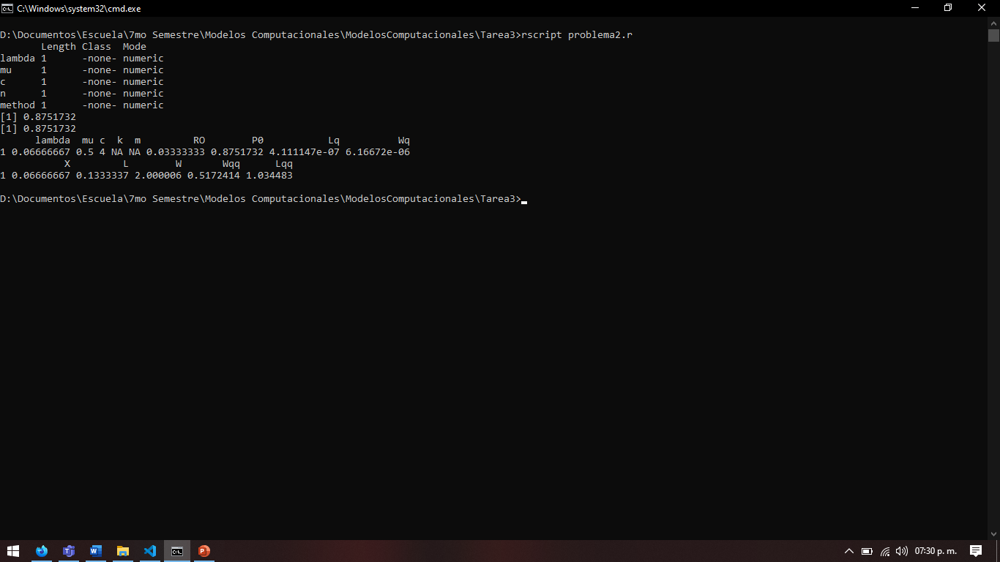 C:\Windows\system32\cmd.exe
D:\Documentos\Escuela\7mo Semestre\Modelos Computacionales\ModelosComputacionales\Tarea3>rscript problema2.r
       Length Class  Mode
lambda 1      -none- numeric
mu     1      -none- numeric
c      1      -none- numeric
n      1      -none- numeric
method 1      -none- numeric
[1] 0.8751732
[1] 0.8751732
      lambda  mu c  k  m         RO        P0           Lq          Wq
1 0.06666667 0.5 4 NA NA 0.03333333 0.8751732 4.111147e-07 6.16672e-06
           X         L        W       Wqq      Lqq
1 0.06666667 0.1333337 2.000006 0.5172414 1.034483
D:\Documentos\Escuela\7mo Semestre\Modelos Computacionales\ModelosComputacionales\Tarea3>
07:30 p. m.